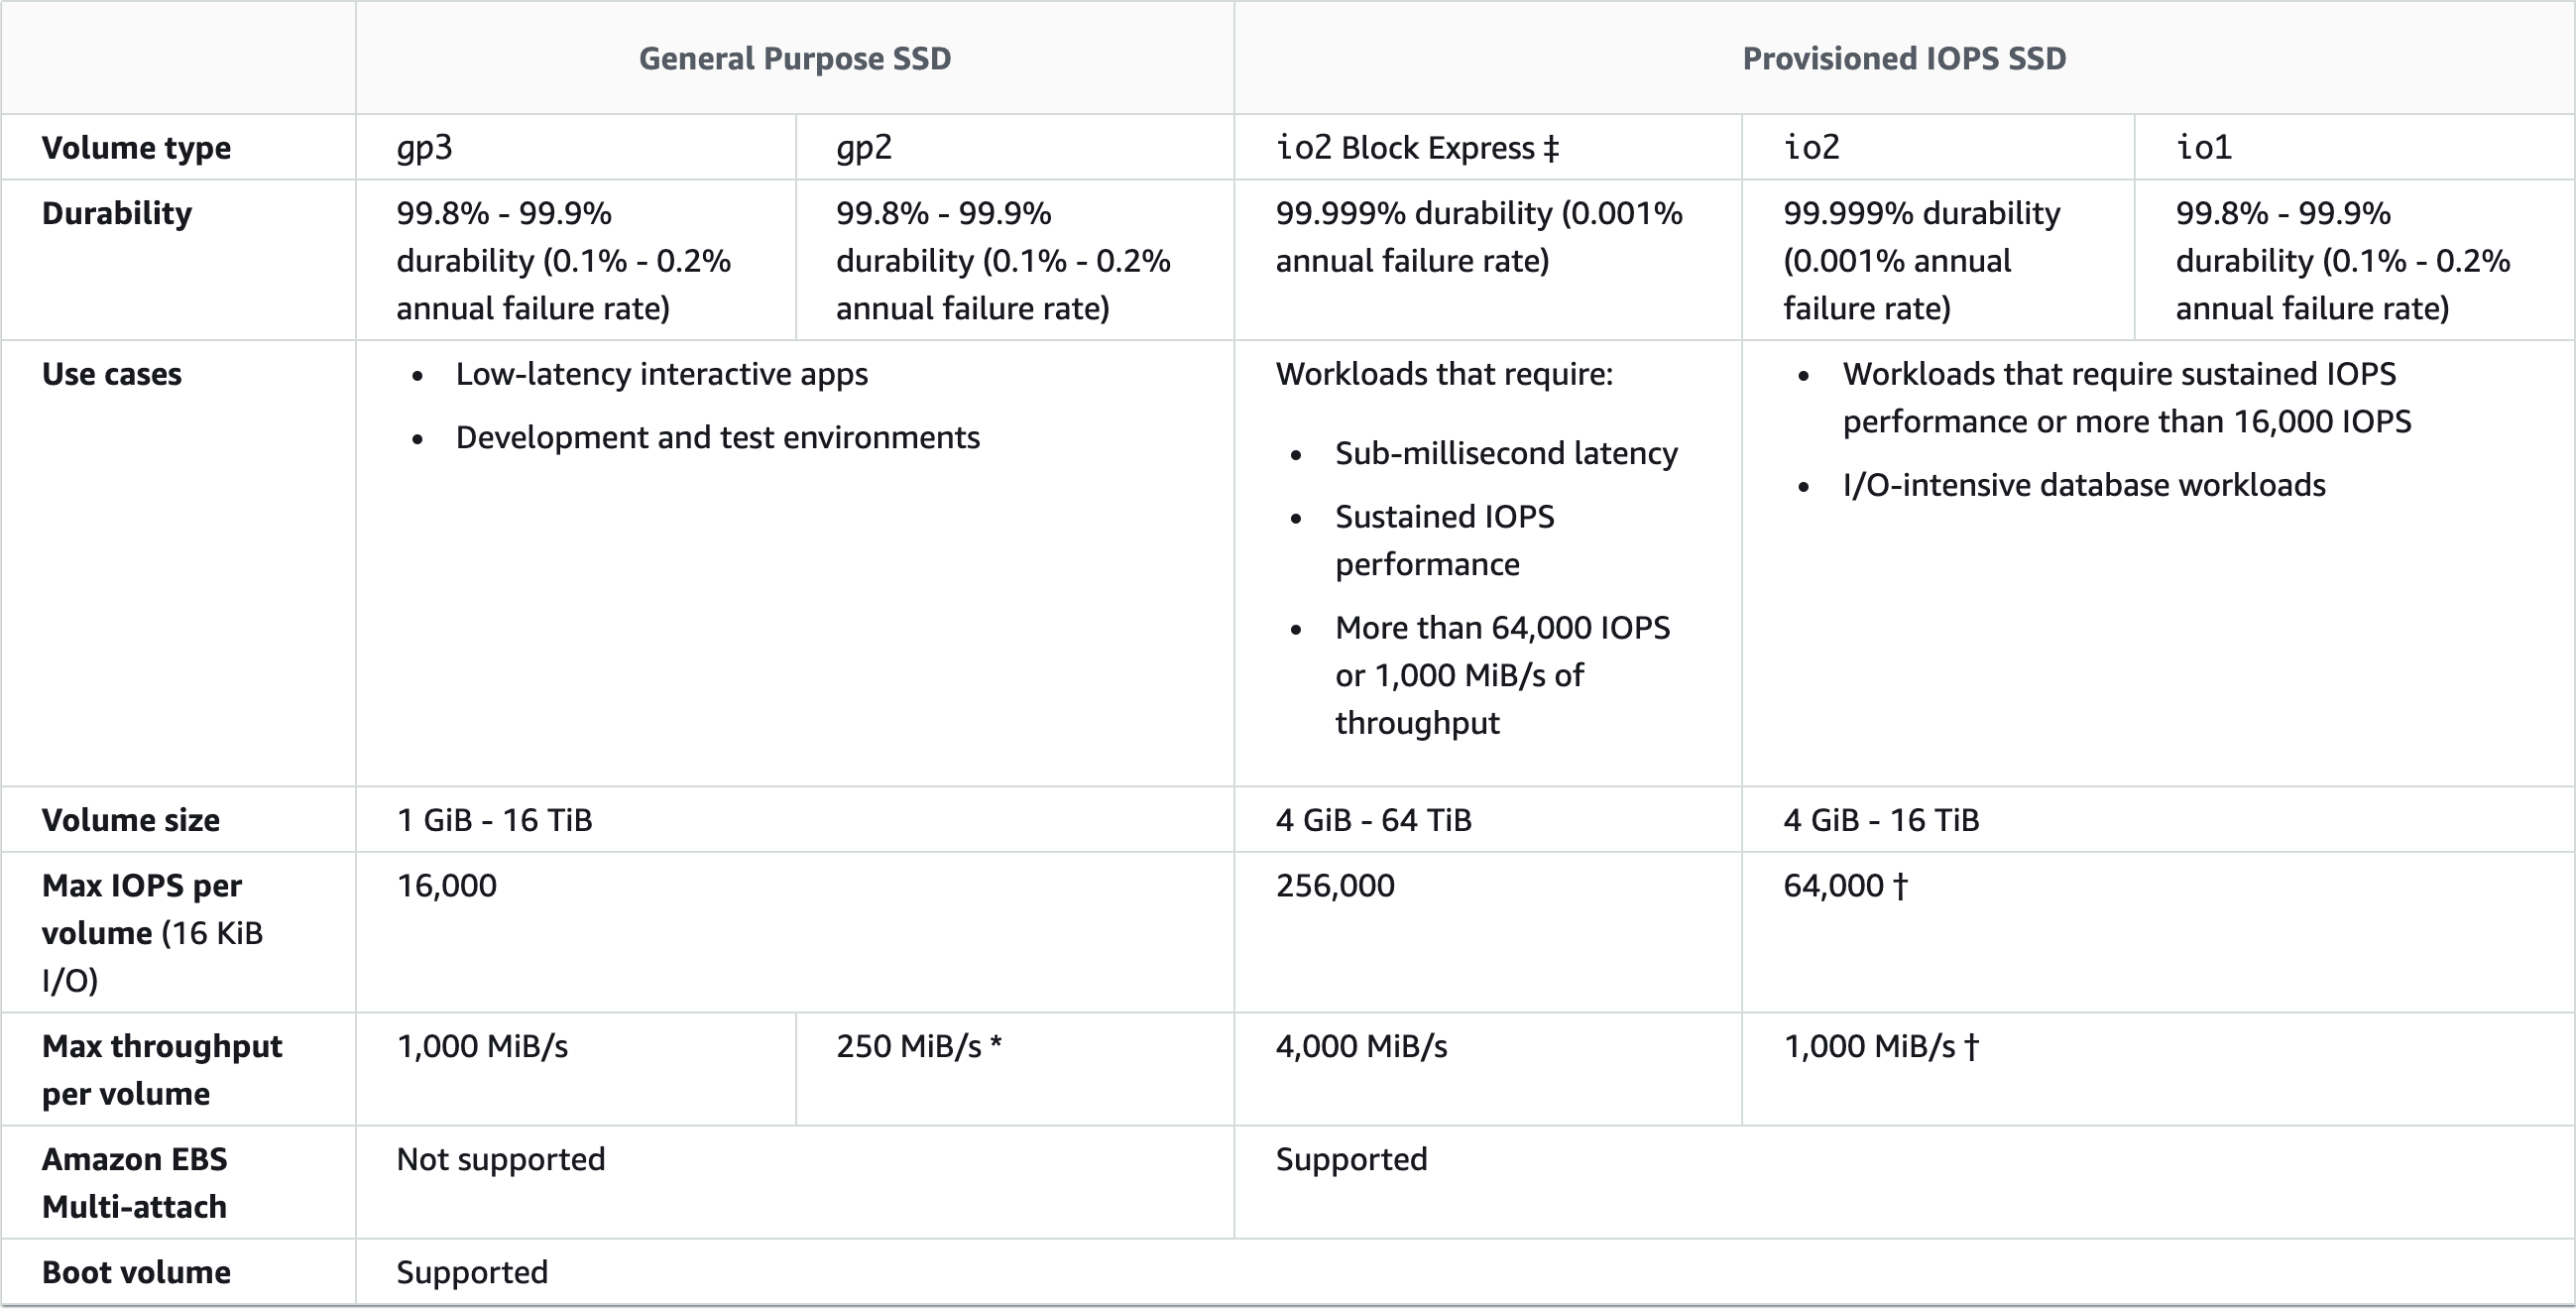 General Purpose SSD
Provisioned IOPS SSD
Volume type
gp3
gp2
io2 Block Express ‡
io2
io1
Durability
99.8% - 99.9%
durability (0.1% - 0.2%
annual failure rate)
99.8% - 99.9%
durability (0.1% - 0.2%
annual failure rate)
99.999% durability (0.001%
annual failure rate)
99.999% durability
(0.001% annual
failure rate)
99.8% - 99.9%
durability (0.1% - 0.2%
annual failure rate)
Use cases
• Low-latency interactive apps
• Development and test environments
Workloads that require:
• Sub-millisecond latency
• Sustained IOPS
performance
• More than 64,000 IOPS
or 1,000 MiB/s of
throughput
• Workloads that require sustained IOPS
performance or more than 16,000 IOPS
• I/O-intensive database workloads
Volume size
1 GiB - 16 TiB
4 GiB - 64 TiB
4 GiB - 16 TiB
Max IOPS per
volume (16 KiB
I/O)
16,000
256,000
64,000 †
Max throughput
per volume
1,000 MiB/s
250 MiB/s *
4,000 MiB/s
1,000 MiB/s †
Amazon EBS
Multi-attach
Not supported
Supported
Boot volume
Supported